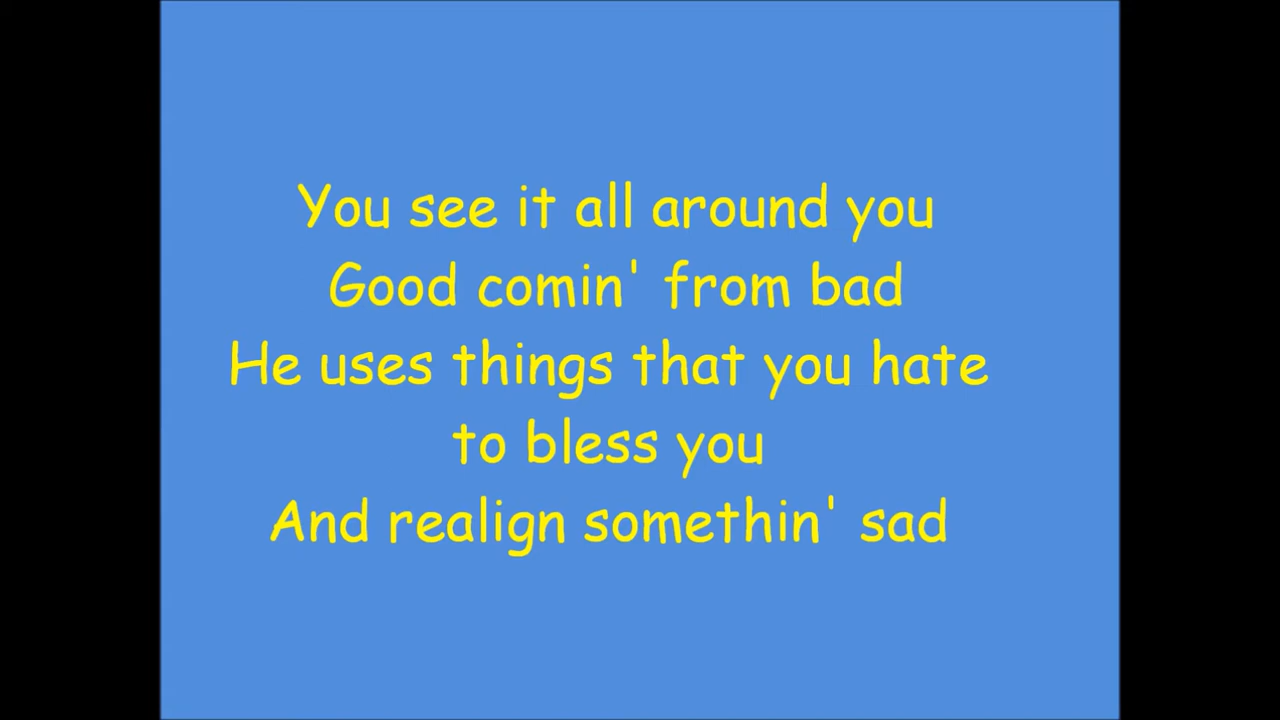 You see it all around you
Good comin' from bad
He uses things that you hate
to bless you
And realign somethin' sad